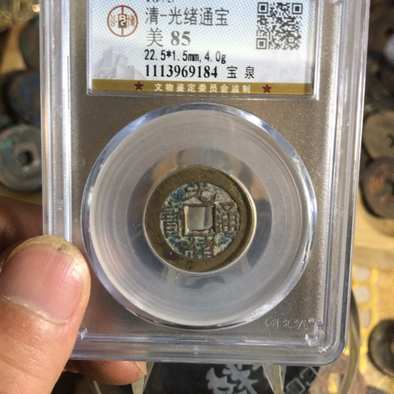 清-光绪通宝
美 85
22.5*1.5mm, 4.0g
1113969184 宝 泉
★ 文物鉴定委员会监制 ★